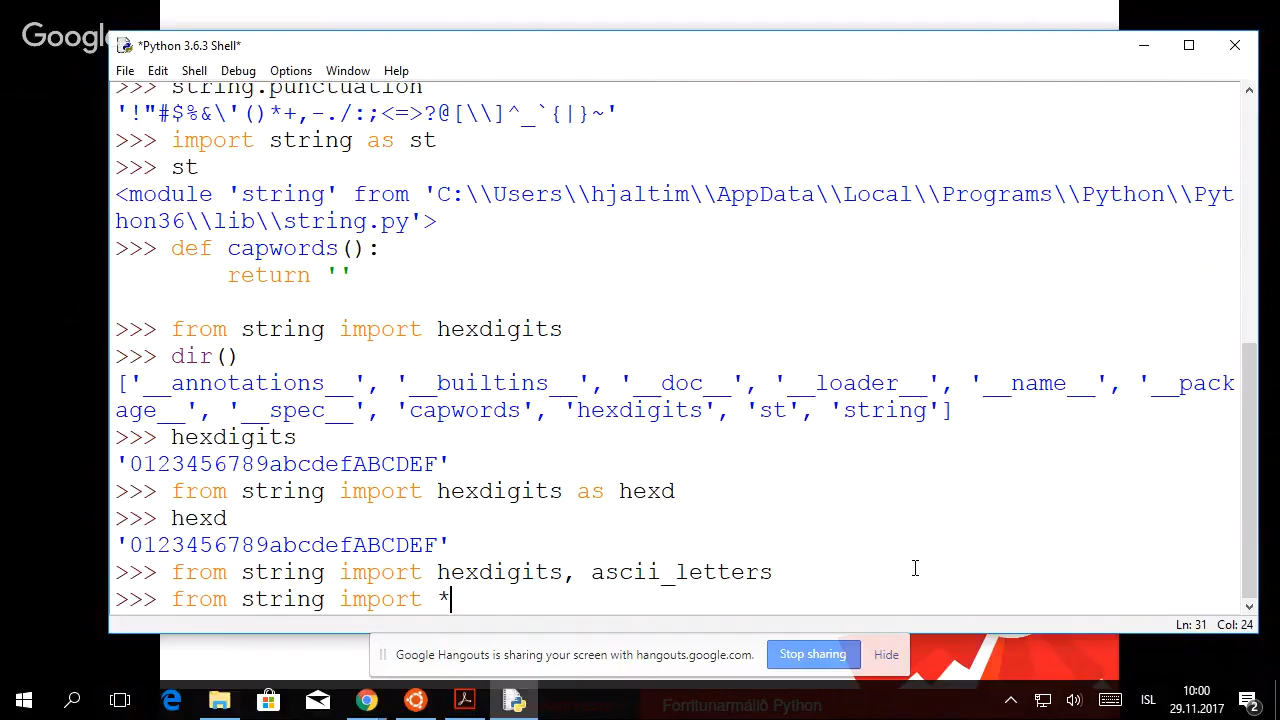 Google
*Python 3.6.3 Shell*
File Edit Shell Debug Options Window Help
>>> string.punctuation
'!"#$%&\'()*+,-./:;<=>?@[\\]^_`{|}~'
>>> import string as st
>>> st
<module 'string' from 'C:\\Users\\hjaltim\\AppData\\Local\\Programs\\Python\\Pyt
hon36\\lib\\string.py'>
>>> def capwords():
return ''
>>> from string import hexdigits
>>> dir()
['__annotations__', '__builtins__', '__doc__', '__loader__', '__name__', '__pack
age__', '__spec__', 'capwords', 'hexdigits', 'st', 'string']
>>> hexdigits
'0123456789abcdefABCDEF'
>>> from string import hexdigits as hexd
>>> hexd
'0123456789abcdefABCDEF'
>>> from string import hexdigits, ascii_letters
>>> from string import *
Ln: 31 Col: 24
Google Hangouts is sharing your screen with hangouts.google.com. Stop sharing Hide
Forritunarmálið Python
ISL
10:00
29.11.2017
2